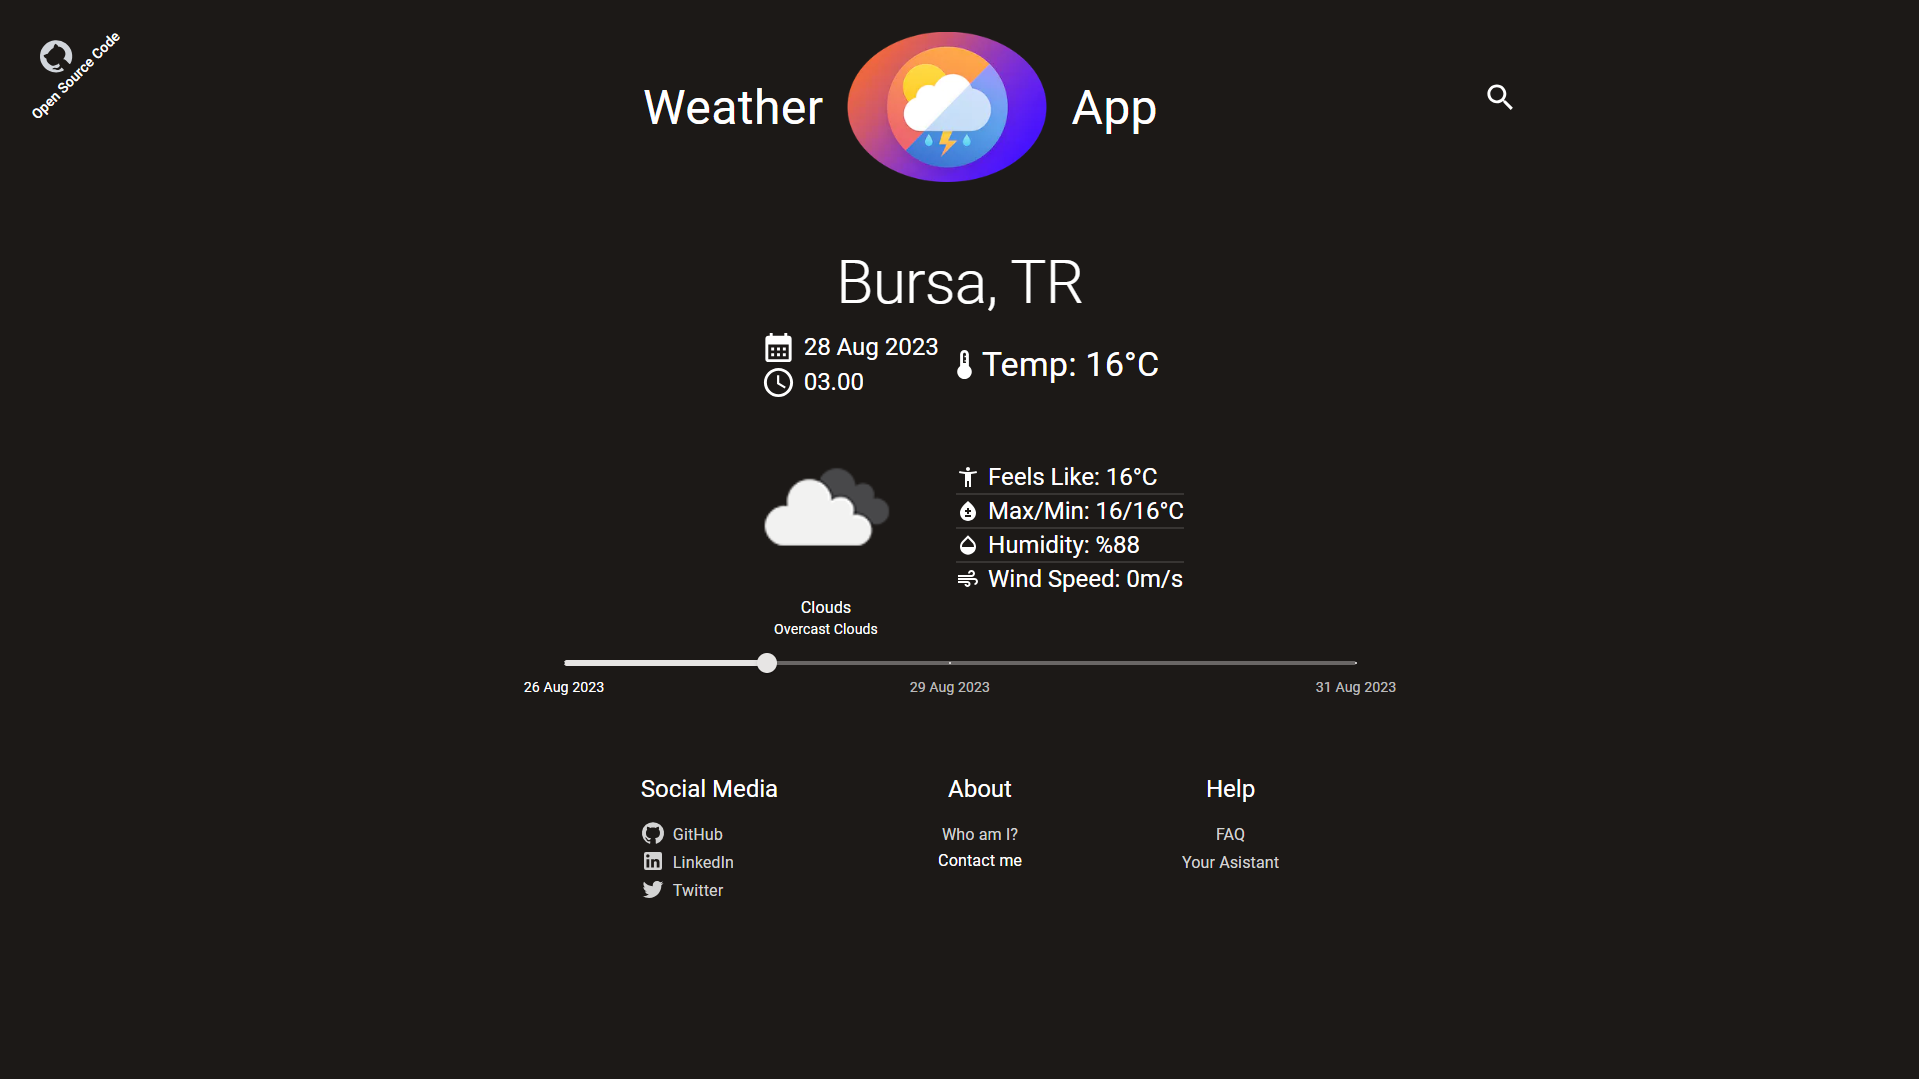 Open Source Code
Weather App
Bursa, TR
28 Aug 2023
03.00
Temp: 16°C
Feels Like: 16°C
Max/Min: 16/16°C
Humidity: %88
Wind Speed: 0m/s
Clouds
Overcast Clouds
26 Aug 2023 29 Aug 2023 31 Aug 2023
Social Media
GitHub
LinkedIn
Twitter
About
Who am I?
Contact me
Help
FAQ
Your Asistant